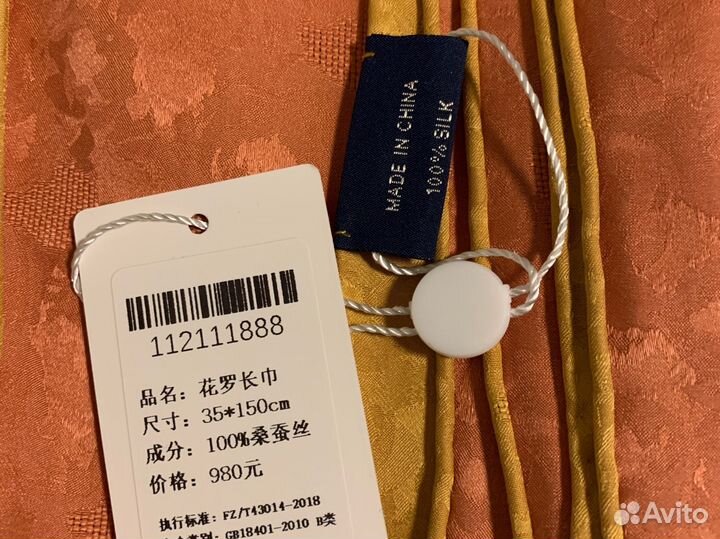 MADE IN CHINA
100% SILK
112111888
品名：花罗长巾
尺寸：35*150cm
成分：100%桑蚕丝
价格：980元
执行标准：FZ/T43014-2018
类别：GB18401-2010 B类
Avito